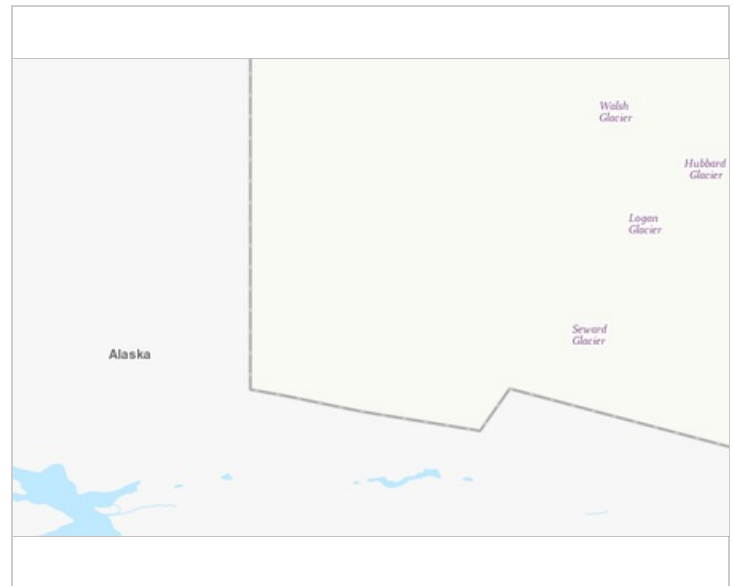 Walsh
Glacier
Hubbard
Glacier
Logan
Glacier
Seward
Glacier
Alaska